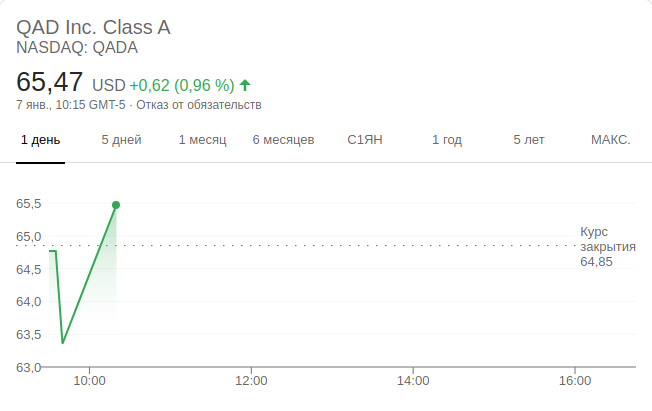 QAD Inc. Class A
NASDAQ: QADA
65,47 USD +0,62 (0,96 %)
7 янв., 10:15 GMT-5 · Отказ от обязательств
1 день 5 дней 1 месяц 6 месяцев С1ЯН 1 год 5 лет МАКС.
65,5
65,0
64,5
64,0
63,5
63,0
Курс
закрытия
64,85
10:00 12:00 14:00 16:00